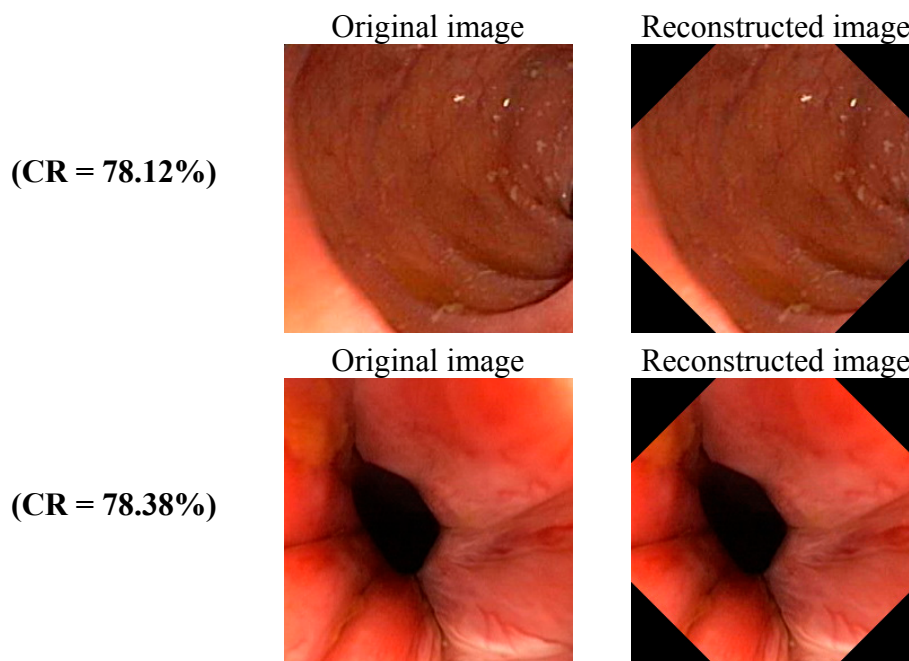 Original image Reconstructed image
(CR = 78.12%)
Original image Reconstructed image
(CR = 78.38%)